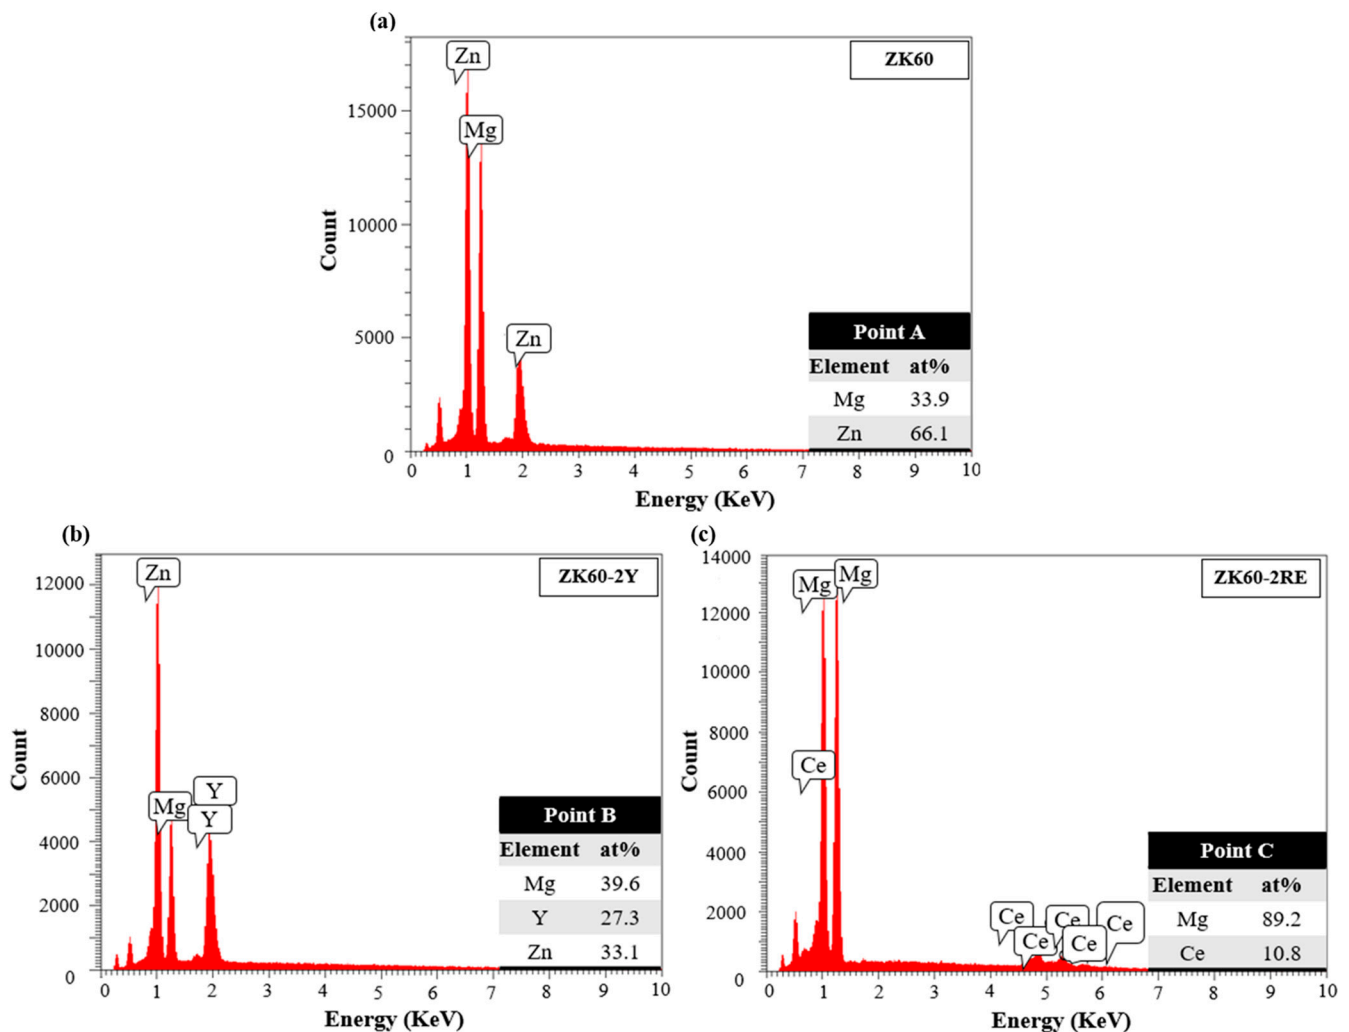 (a)
ZK60
Zn
Mg
Zn
15000
10000
5000
0
Count
0 1 2 3 4 5 6 7 8 9 10
Energy (KeV)
Point A
Element at%
Mg 33.9
Zn 66.1
(b)
ZK60-2Y
Zn
Mg
Y
Y
12000
10000
8000
6000
4000
2000
0
Count
0 1 2 3 4 5 6 7 8 9 10
Energy (KeV)
Point B
Element at%
Mg 39.6
Y 27.3
Zn 33.1
(c)
ZK60-2RE
Mg
Mg
Ce
Ce
Ce
Ce
Ce
Ce
14000
12000
10000
8000
6000
4000
2000
0
Count
0 1 2 3 4 5 6 7 8 9 10
Energy (KeV)
Point C
Element at%
Mg 89.2
Ce 10.8